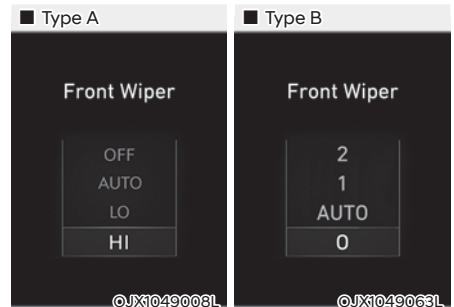 ■ Type A
Front Wiper
OFF
AUTO
LO
HI
OJX1049008L
■ Type B
Front Wiper
2
1
AUTO
0
OJX1049063L